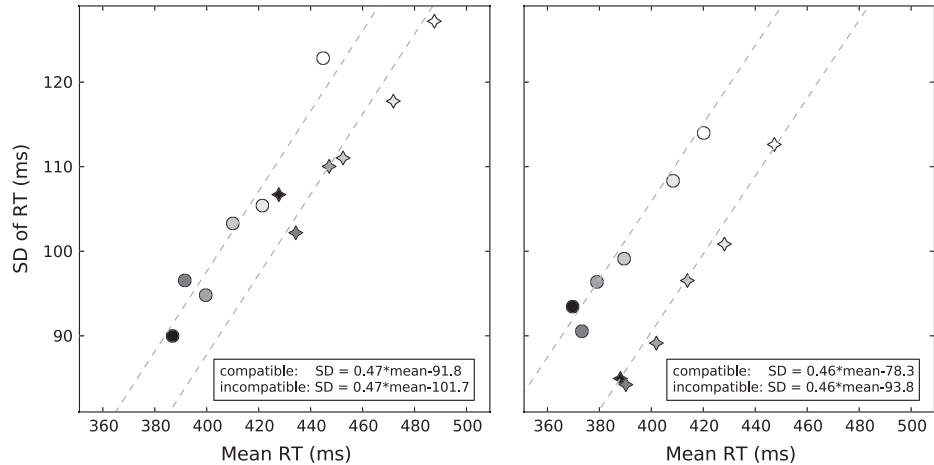 120
110
100
90
SD of RT (ms)
compatible: SD = 0.47*mean-91.8
incompatible: SD = 0.47*mean-101.7
360 380 400 420 440 460 480 500
Mean RT (ms)
compatible: SD = 0.46*mean-78.3
incompatible: SD = 0.46*mean-93.8
360 380 400 420 440 460 480 500
Mean RT (ms)